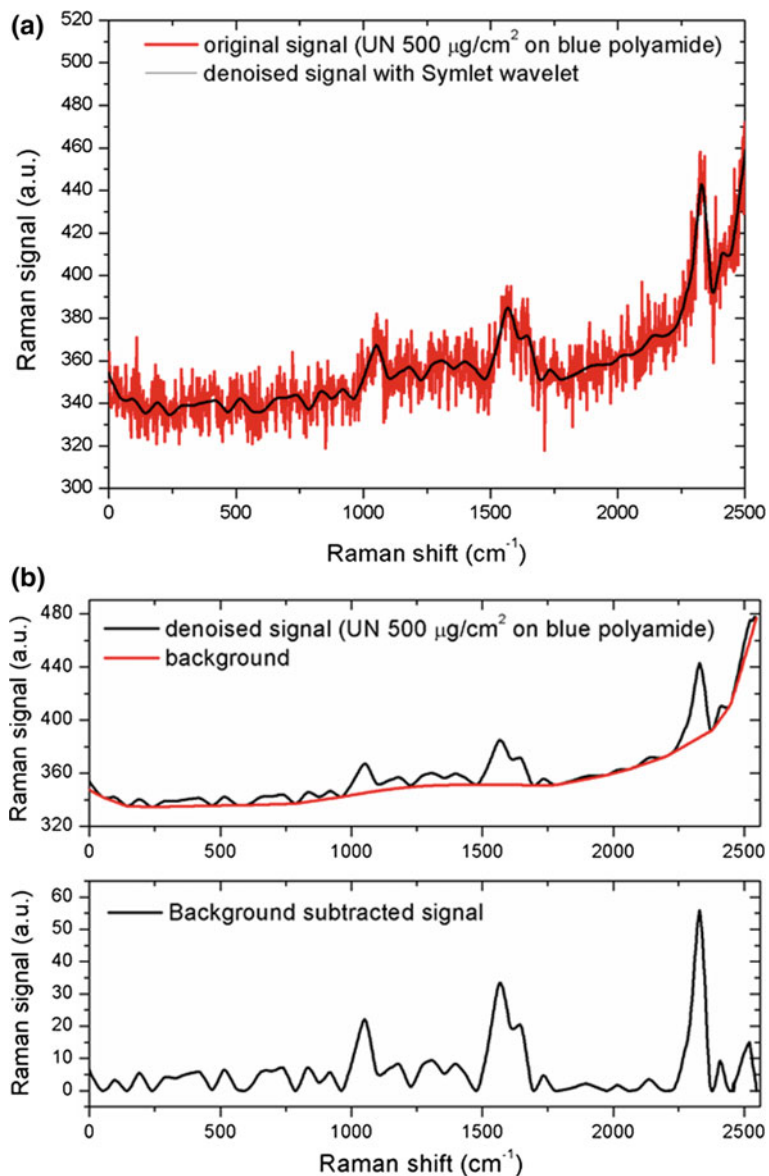 (a)
520
500
480
460
440
420
400
380
360
340
320
300
Raman signal (a.u.)
original signal (UN 500 μg/cm² on blue polyamide)
denoised signal with Symlet wavelet
0 500 1000 1500 2000 2500
Raman shift (cm⁻¹)
(b)
480
440
400
360
320
Raman signal (a.u.)
denoised signal (UN 500 μg/cm² on blue polyamide)
background
0 500 1000 1500 2000 2500
60
50
40
30
20
10
0
Raman signal (a.u.)
Background subtracted signal
0 500 1000 1500 2000 2500
Raman shift (cm⁻¹)